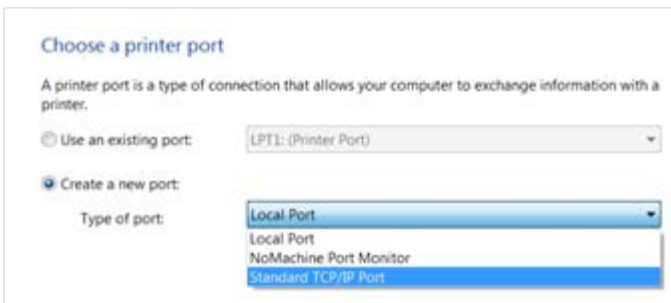 Choose a printer port
A printer port is a type of connection that allows your computer to exchange information with a
printer.
Use an existing port: LPT1: (Printer Port)
Create a new port:
Type of port: Local Port
Local Port
NoMachine Port Monitor
Standard TCP/IP Port